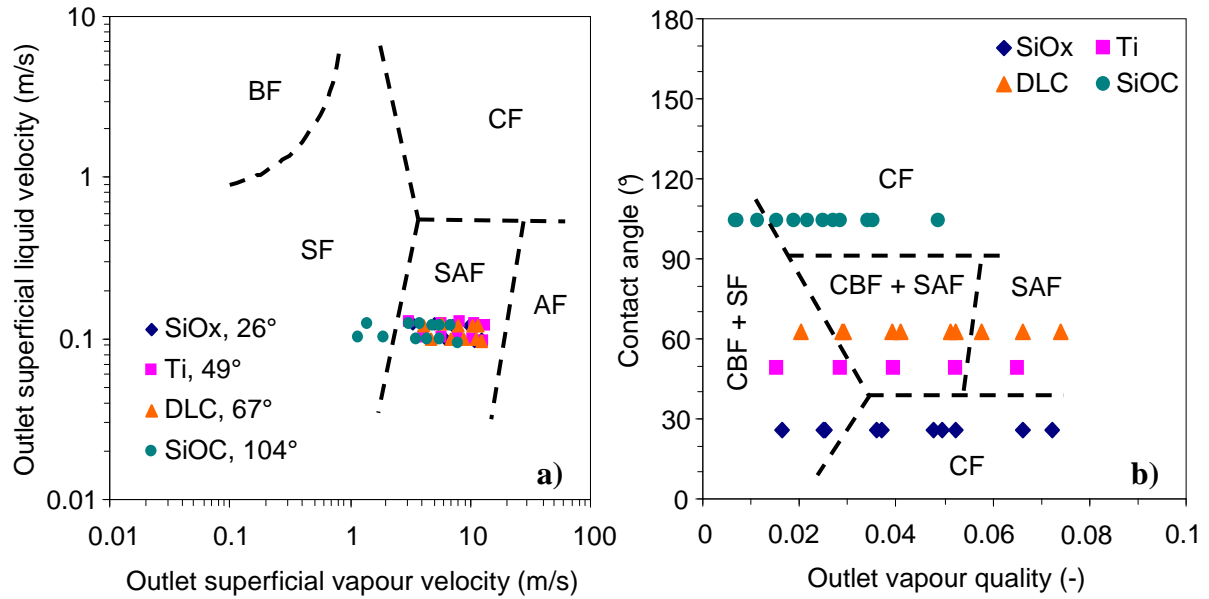 10
1
0.1
0.01
Outlet superficial liquid velocity (m/s)
BF
CF
SF
SAF
AF
SiOx, 26°
Ti, 49°
DLC, 67°
SiOC, 104°
a)
0.01 0.1 1 10 100
Outlet superficial vapour velocity (m/s)
180
150
120
90
60
30
0
Contact angle (°)
SiOx Ti
DLC SiOC
CF
CBF + SAF
SAF
CBF + SF
CF
b)
0 0.02 0.04 0.06 0.08 0.1
Outlet vapour quality (-)